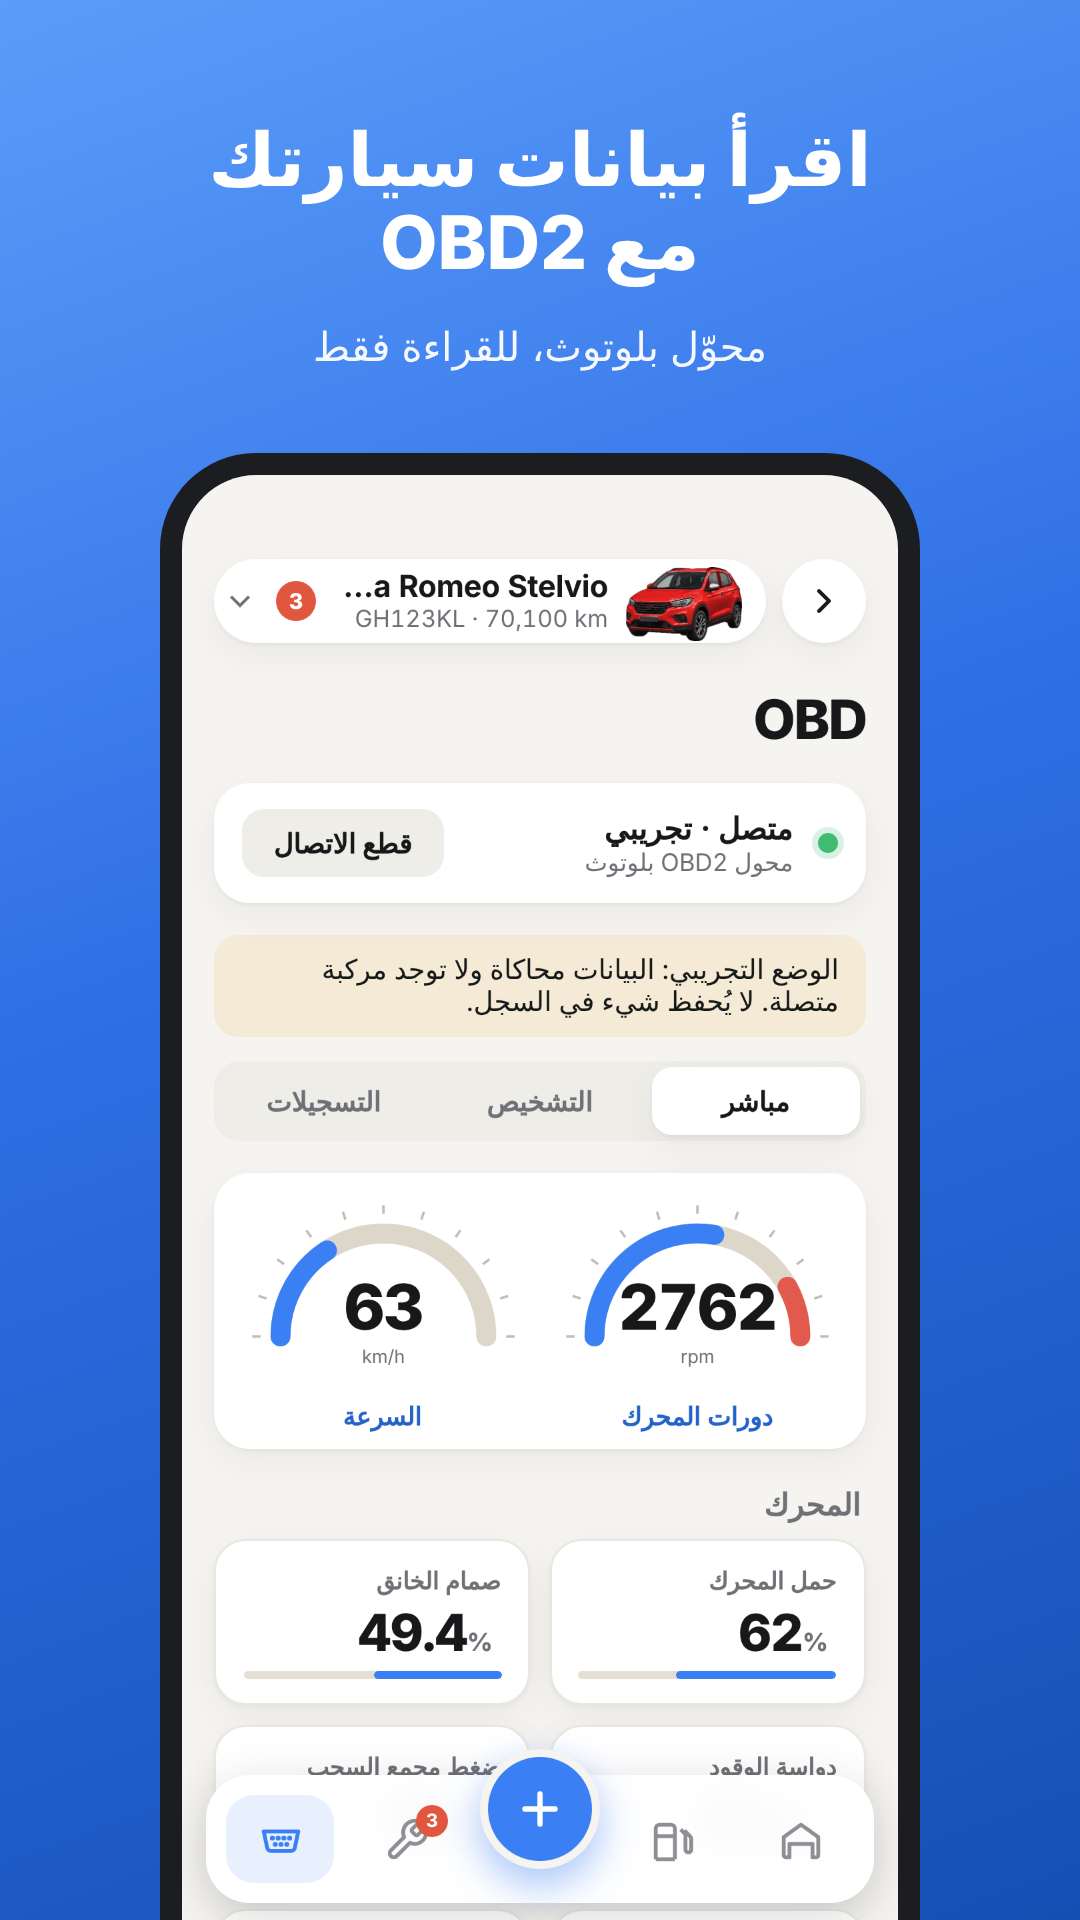 اقرأ بيانات سيارتك
مع OBD2
محوّل بلوتوث، للقراءة فقط
...a Romeo Stelvio
3
GH123KL · 70,100 km
OBD
متصل · تجريبي
محول OBD2 بلوتوث
قطع الاتصال
الوضع التجريبي: البيانات محاكاة ولا توجد مركبة
متصلة. لا يُحفظ شيء في السجل.
مباشر
التشخيص
التسجيلات
2762
rpm
دورات المحرك
63
km/h
السرعة
المحرك
حمل المحرك
62%
صمام الخانق
49.4%
دواسة الوقود
ضغط مجمع السحب
3